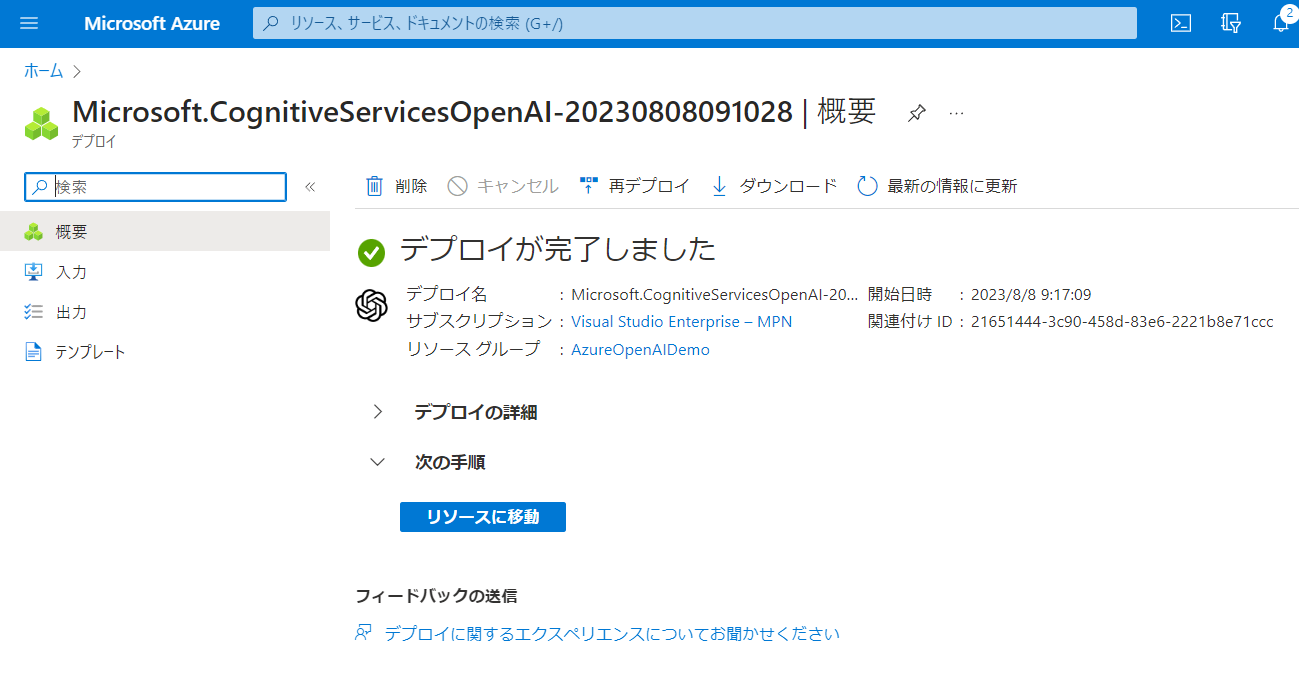 Microsoft Azure
リソース、サービス、ドキュメントの検索 (G+/)
2
ホーム
Microsoft.CognitiveServicesOpenAI-20230808091028 | 概要
デプロイ
検索
削除 キャンセル 再デプロイ ダウンロード 最新の情報に更新
概要
入力
出力
テンプレート
デプロイが完了しました
デプロイ名 : Microsoft.CognitiveServicesOpenAI-20... 開始日時 : 2023/8/8 9:17:09
サブスクリプション : Visual Studio Enterprise – MPN 関連付け ID : 21651444-3c90-458d-83e6-2221b8e71ccc
リソース グループ : AzureOpenAIDemo
デプロイの詳細
次の手順
リソースに移動
フィードバックの送信
デプロイに関するエクスペリエンスについてお聞かせください